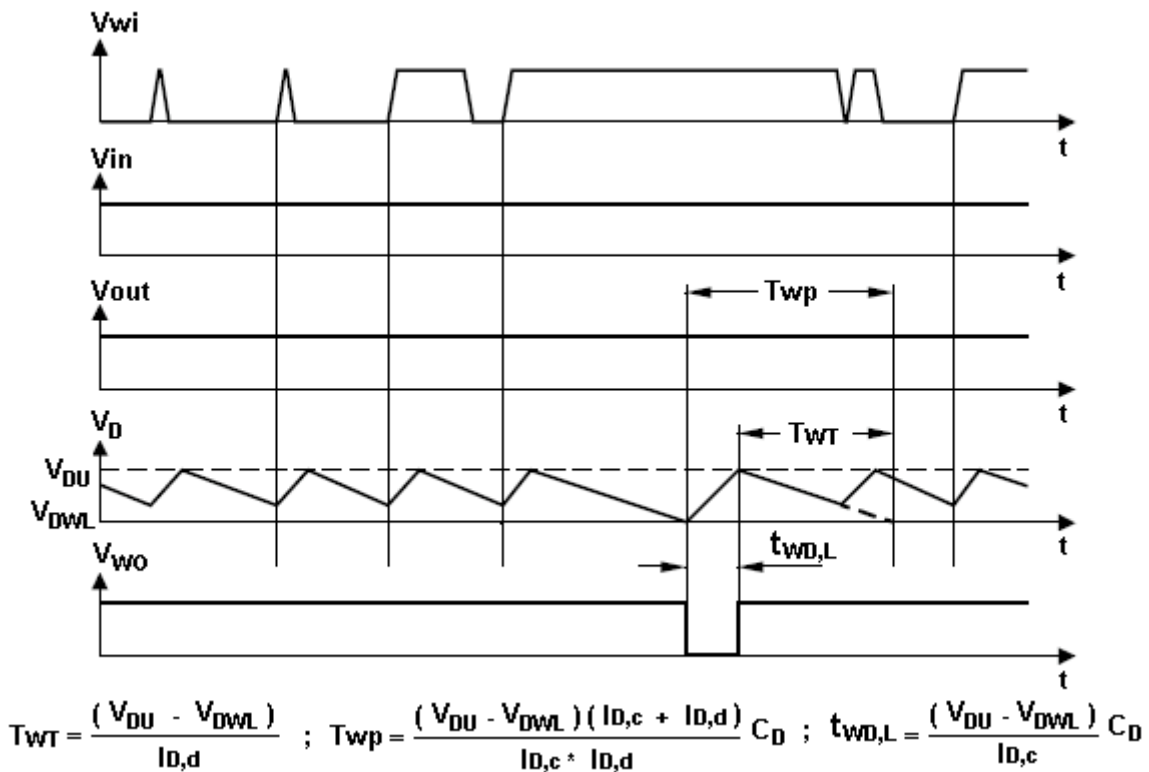 Vwi
t
Vin
t
Vout
Twp
t
VD
TWT
VDU
VDWL
t
VWO
tWD,L
t
TWT = (VDU - VDWL) / ID,d ; Twp = (VDU - VDWL)(ID,c + ID,d) / ID,c * ID,d CD ; tWD,L = (VDU - VDWL) / ID,c CD